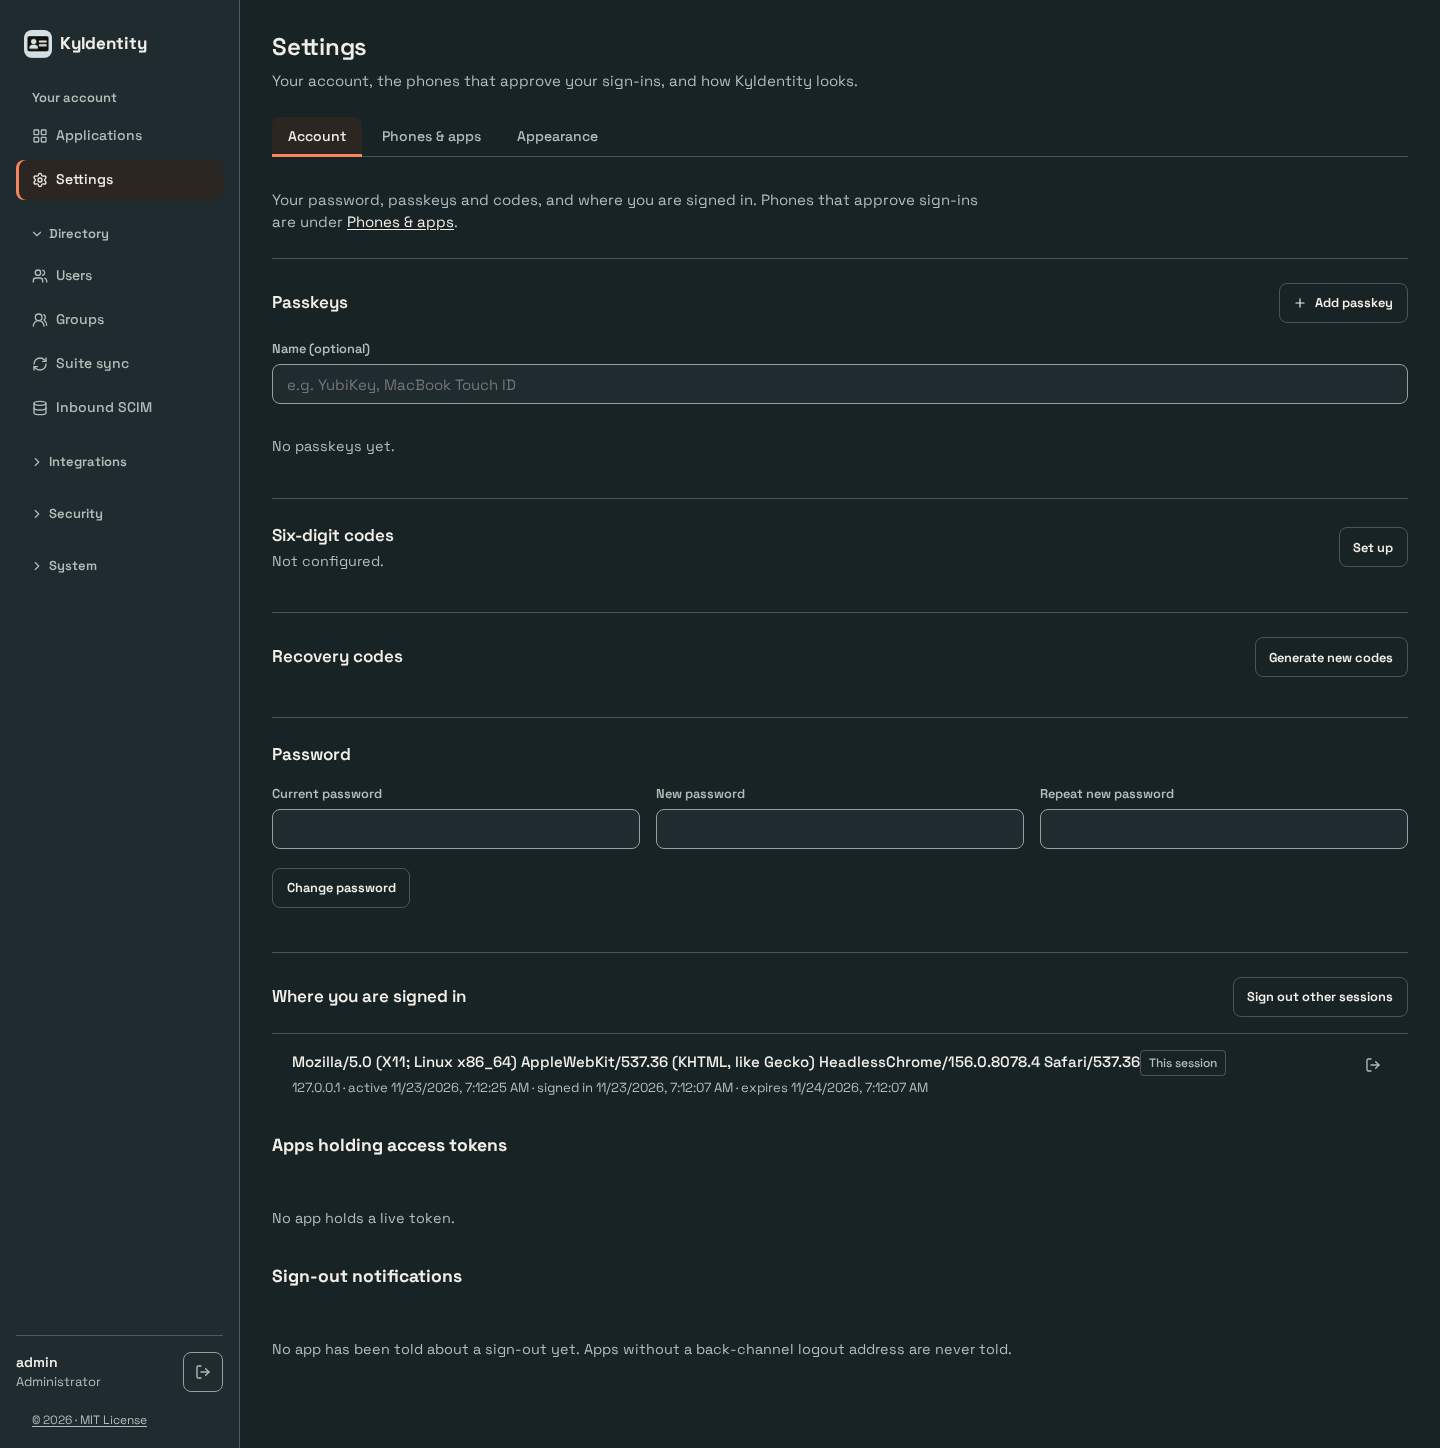 KyIdentity
Your account
Applications
Settings
Directory
Users
Groups
Suite sync
Inbound SCIM
Integrations
Security
System
admin
Administrator
© 2026 · MIT License
Settings
Your account, the phones that approve your sign-ins, and how KyIdentity looks.
Account
Phones & apps
Appearance
Your password, passkeys and codes, and where you are signed in. Phones that approve sign-ins
are under Phones & apps.
Passkeys
Add passkey
Name (optional)
e.g. YubiKey, MacBook Touch ID
No passkeys yet.
Six-digit codes
Not configured.
Set up
Recovery codes
Generate new codes
Password
Current password
New password
Repeat new password
Change password
Where you are signed in
Sign out other sessions
Mozilla/5.0 (X11; Linux x86_64) AppleWebKit/537.36 (KHTML, like Gecko) HeadlessChrome/156.0.8078.4 Safari/537.36 This session
127.0.0.1 · active 11/23/2026, 7:12:25 AM · signed in 11/23/2026, 7:12:07 AM · expires 11/24/2026, 7:12:07 AM
Apps holding access tokens
No app holds a live token.
Sign-out notifications
No app has been told about a sign-out yet. Apps without a back-channel logout address are never told.